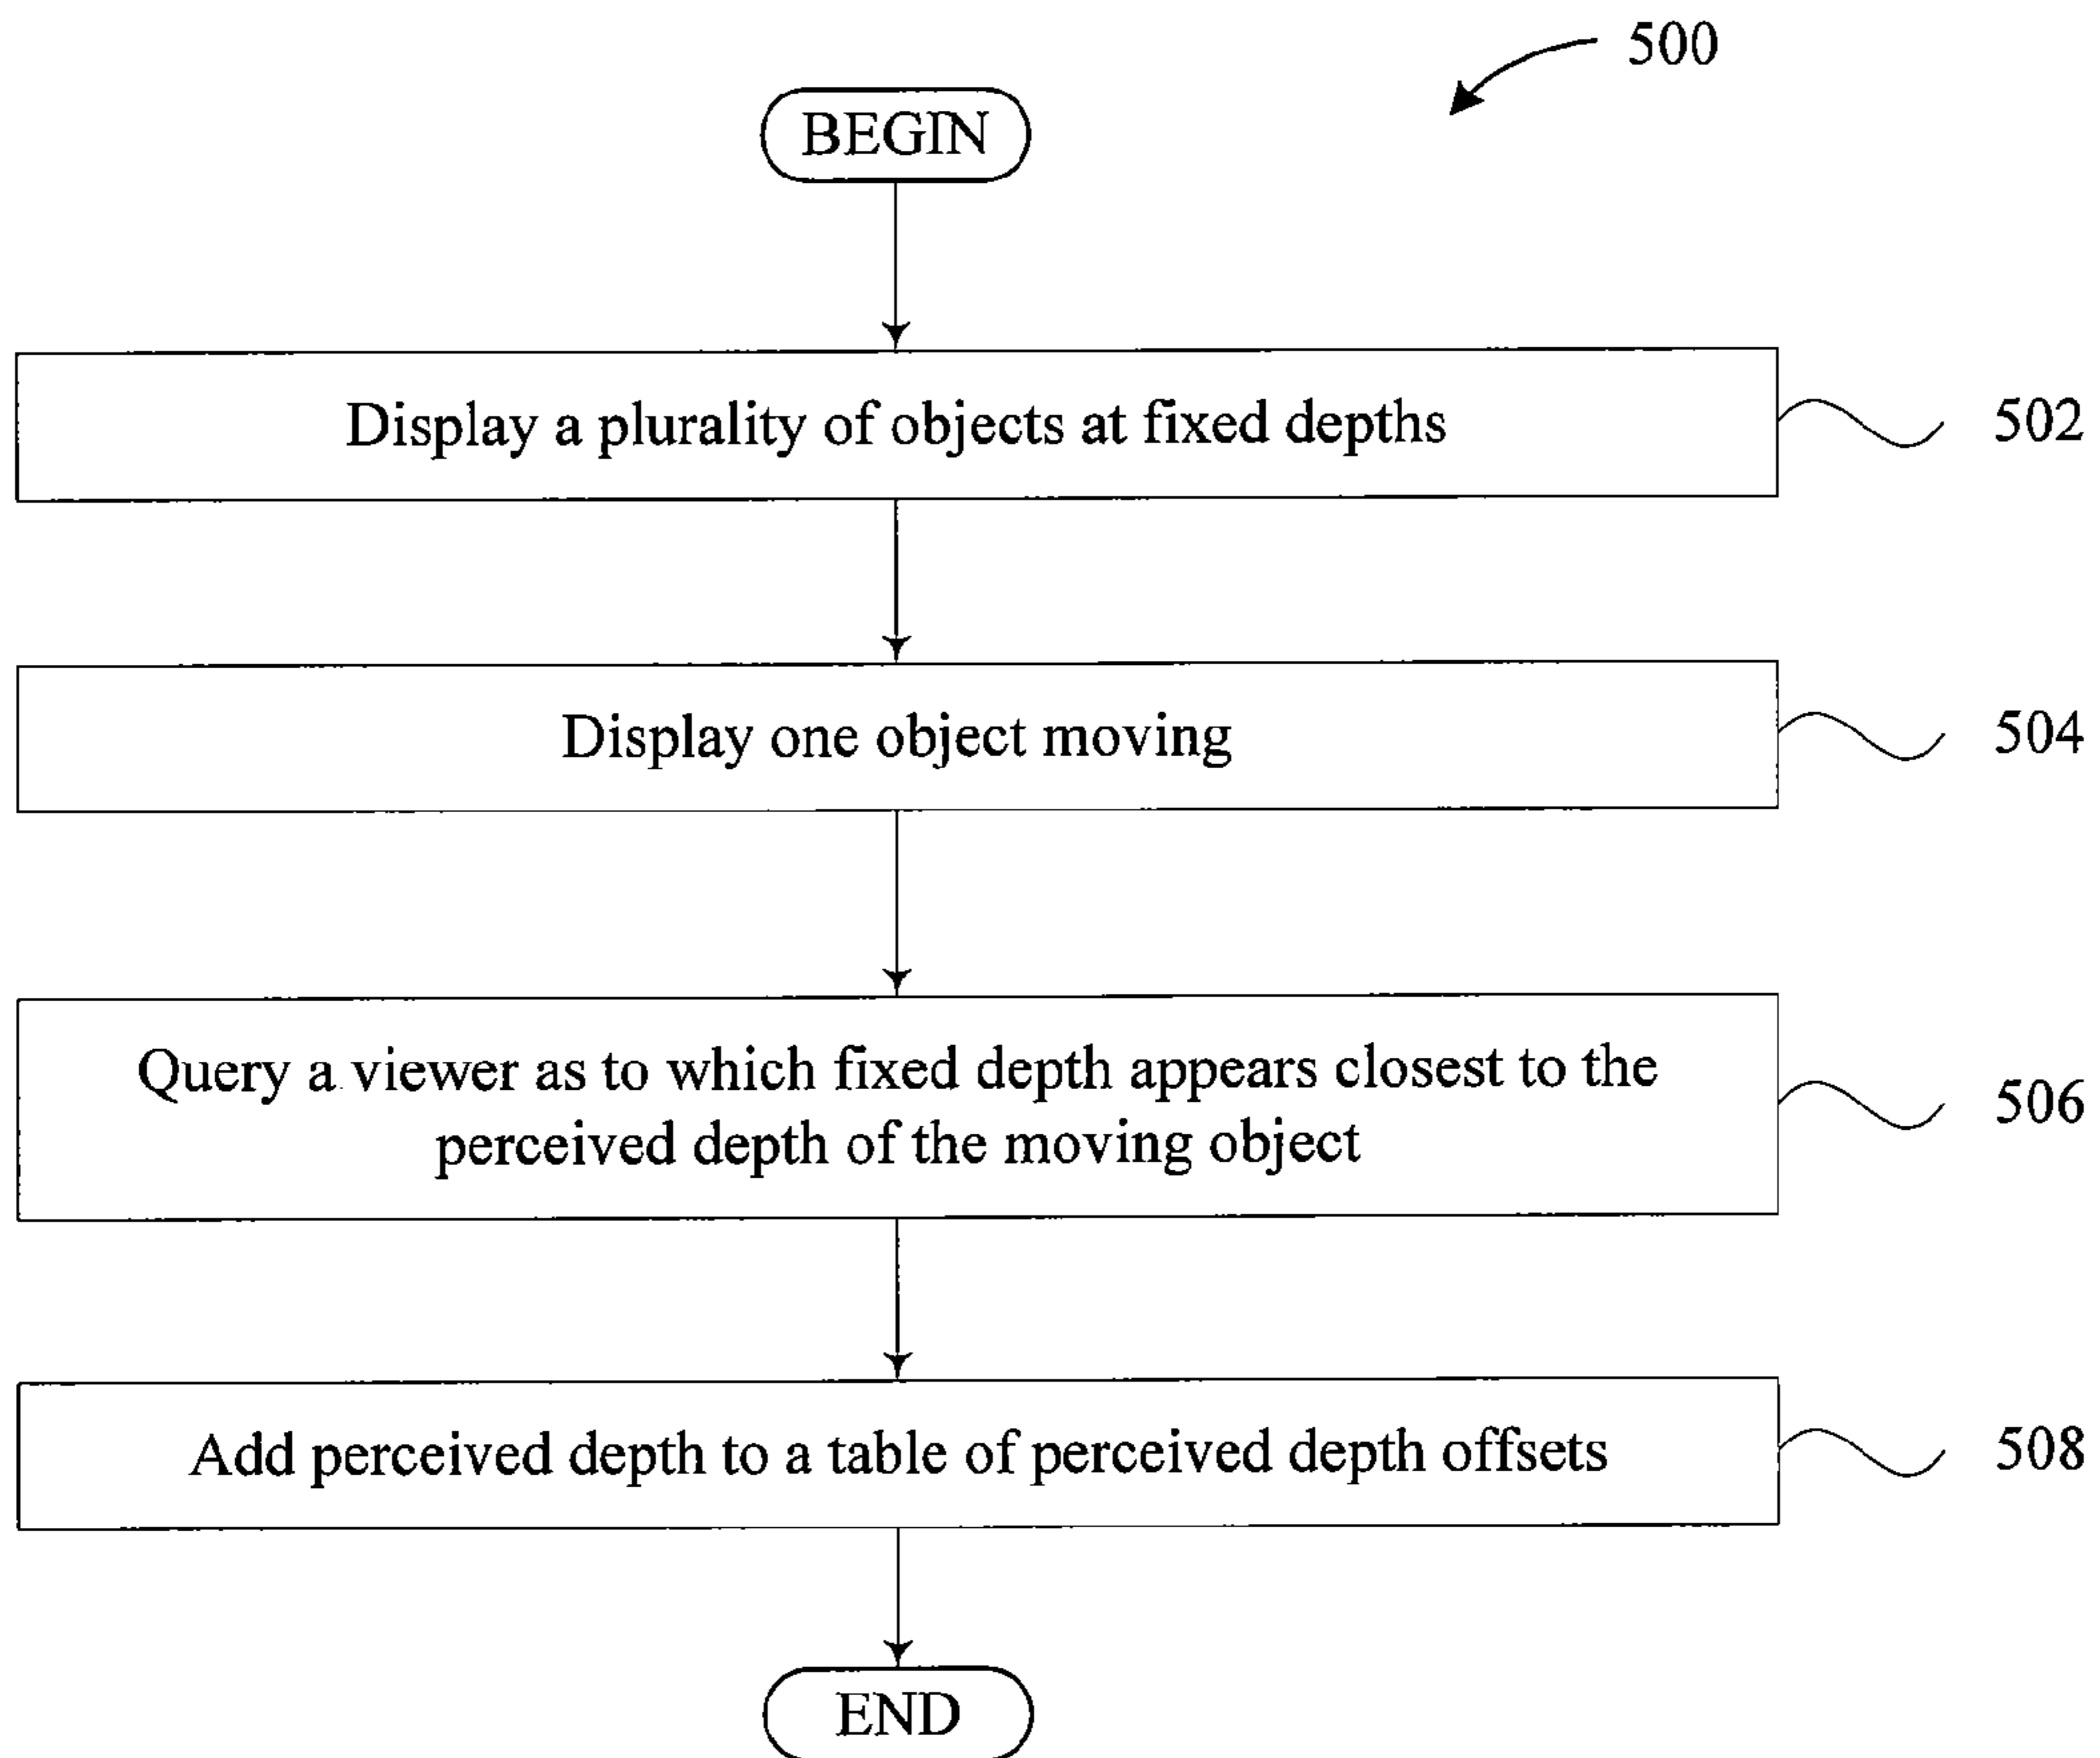 500
BEGIN
Display a plurality of objects at fixed depths
502
Display one object moving
504
Query a viewer as to which fixed depth appears closest to the
perceived depth of the moving object
506
Add perceived depth to a table of perceived depth offsets
508
END